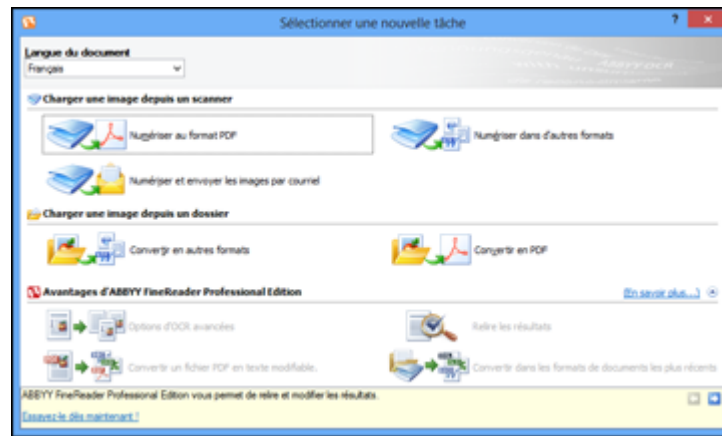 Sélectionner une nouvelle tâche
?
Langue du document
Français
ABBYY OCR
Charger une image depuis un scanner
Numériser au format PDF
Numériser dans d'autres formats
Numériser et envoyer les images par courriel
Charger une image depuis un dossier
Convertir en autres formats
Convertir en PDF
Avantages d'ABBYY FineReader Professional Edition
(En savoir plus...)
Options d'OCR avancées
Relire les résultats
Convertir un fichier PDF en texte modifiable.
Convertir dans les formats de documents les plus récents
ABBYY FineReader Professional Edition vous permet de relire et modifier les résultats.
Essayez-le dès maintenant !